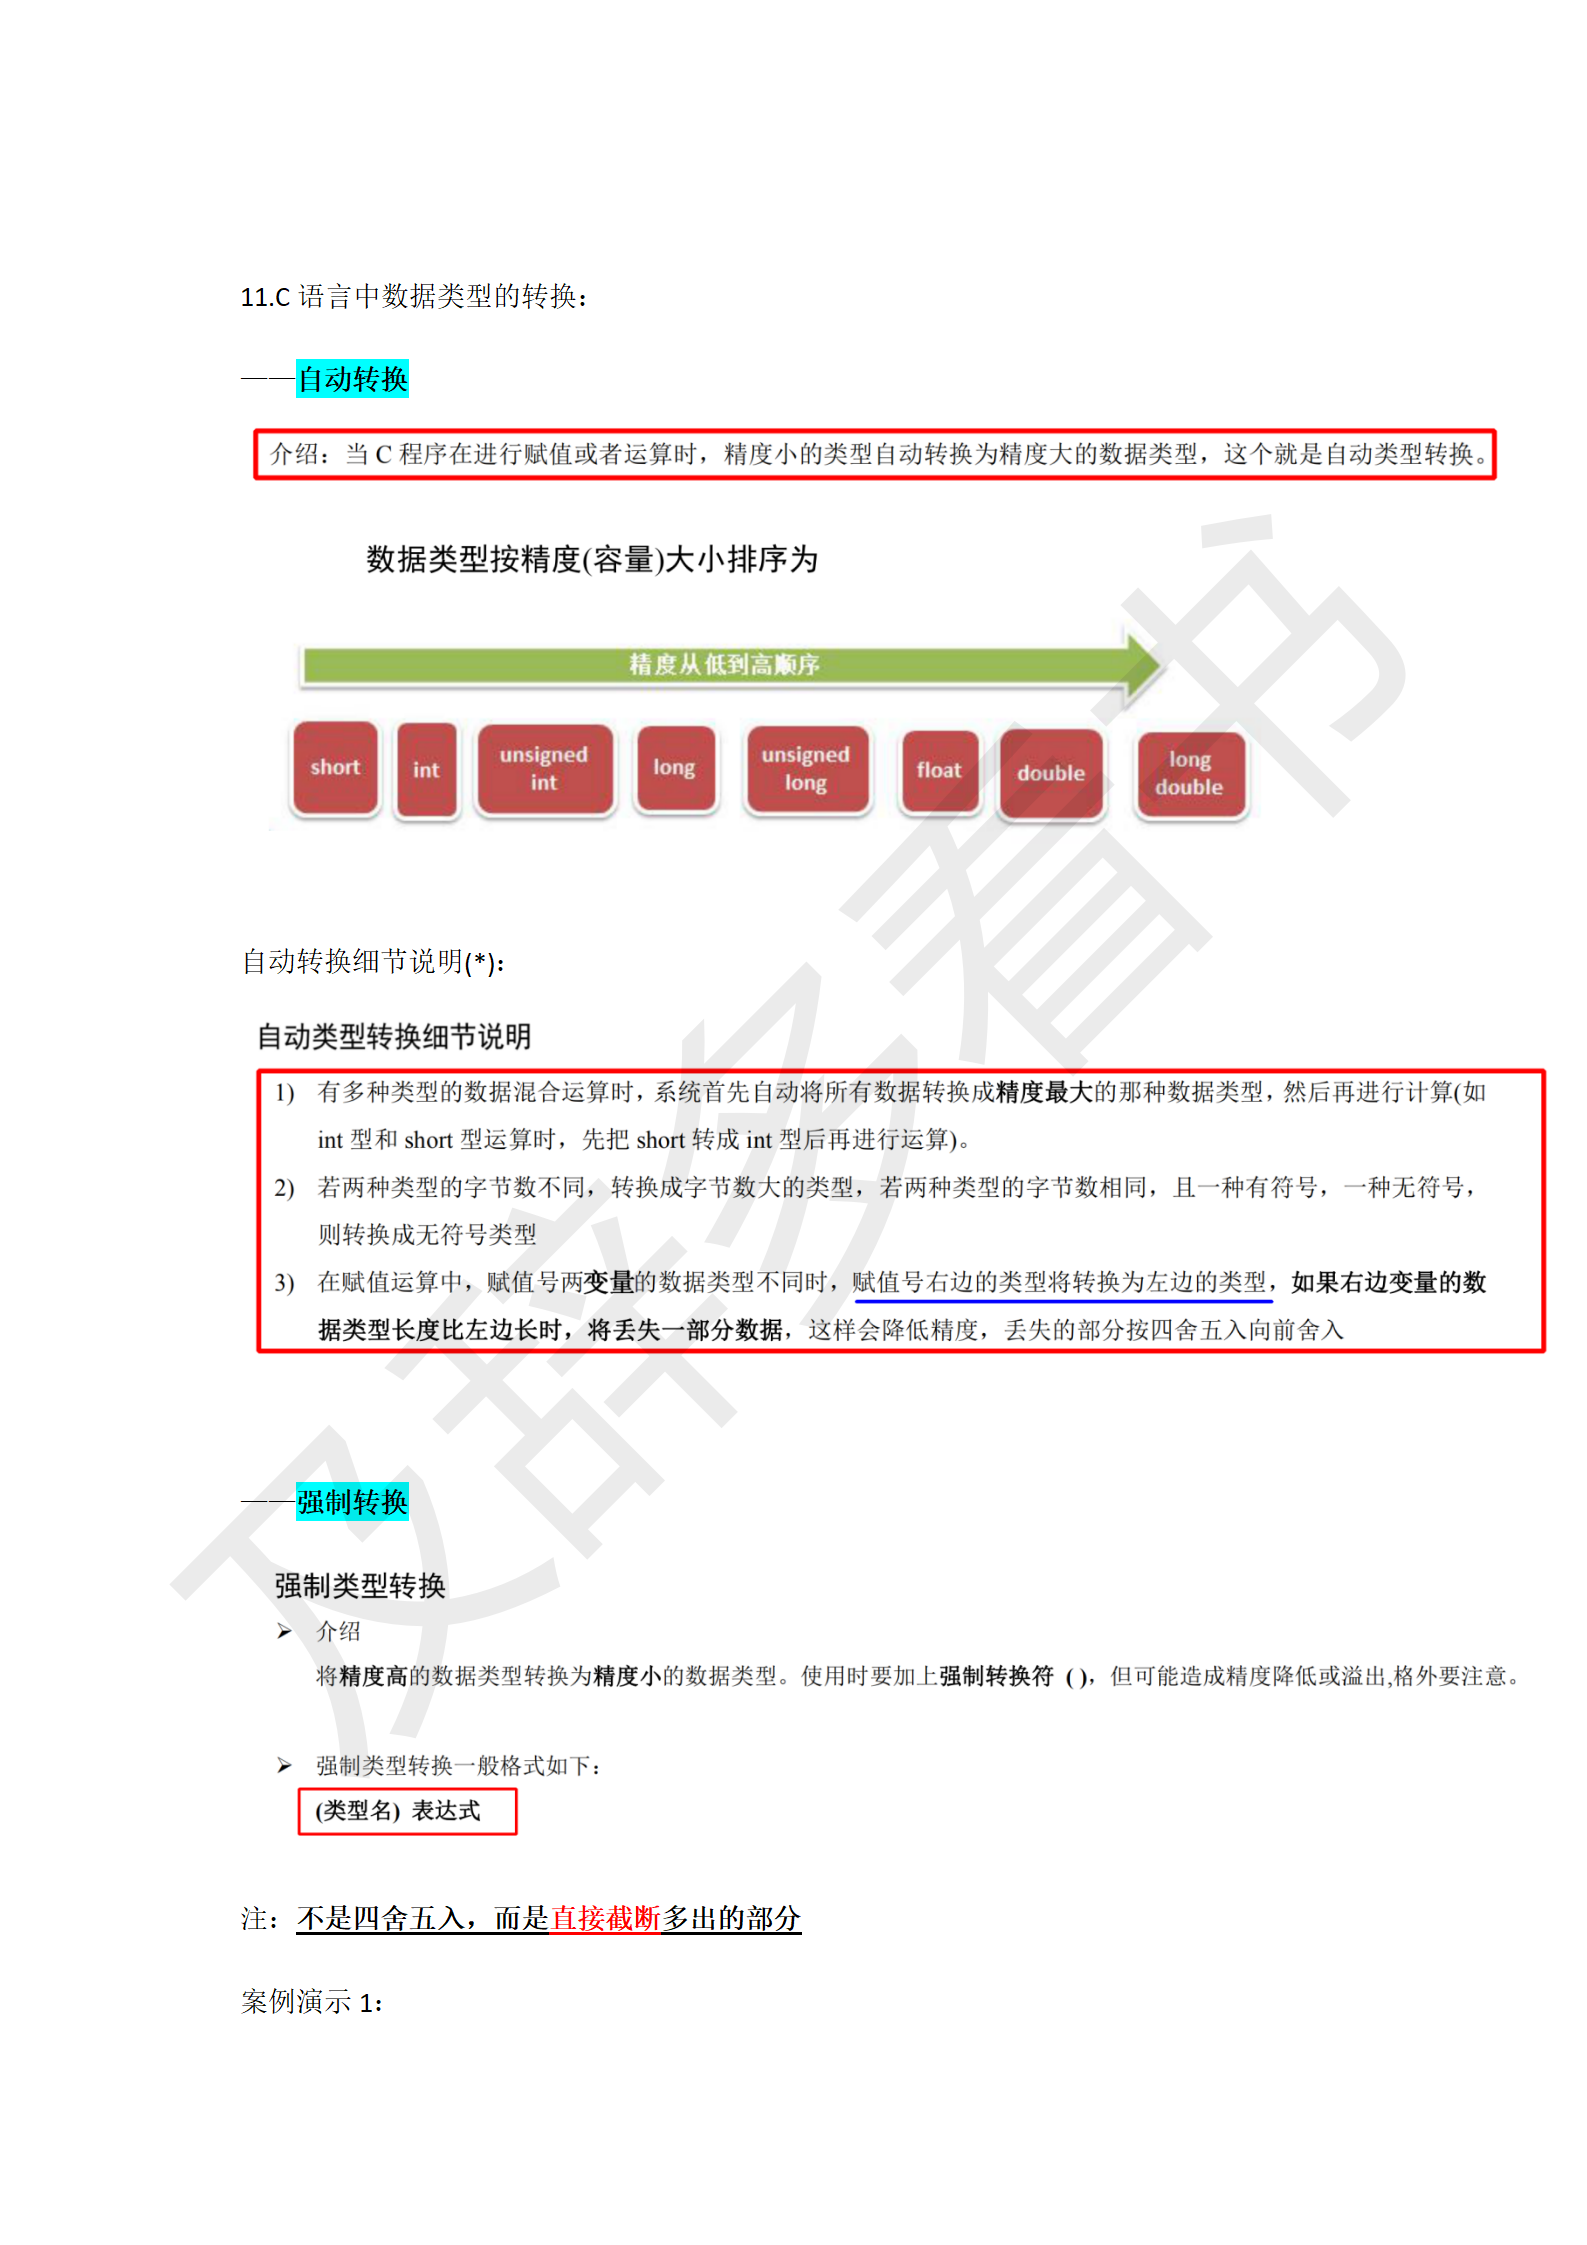 11.C 语言中数据类型的转换：
——自动转换
介绍：当 C 程序在进行赋值或者运算时，精度小的类型自动转换为精度大的数据类型，这个就是自动类型转换。
数据类型按精度(容量)大小排序为
精度从低到高顺序
short int unsigned int long unsigned long float double long double
自动转换细节说明(*)：
自动类型转换细节说明
1) 有多种类型的数据混合运算时，系统首先自动将所有数据转换成精度最大的那种数据类型，然后再进行计算(如
int 型和 short 型运算时，先把 short 转成 int 型后再进行运算)。
2) 若两种类型的字节数不同，转换成字节数大的类型，若两种类型的字节数相同，且一种有符号，一种无符号，
则转换成无符号类型
3) 在赋值运算中，赋值号两变量的数据类型不同时，赋值号右边的类型将转换为左边的类型，如果右边变量的数
据类型长度比左边长时，将丢失一部分数据，这样会降低精度，丢失的部分按四舍五入向前舍入
——强制转换
强制类型转换
➢ 介绍
将精度高的数据类型转换为精度小的数据类型。使用时要加上强制转换符 ( )，但可能造成精度降低或溢出,格外要注意。
➢ 强制类型转换一般格式如下：
(类型名) 表达式
注：不是四舍五入，而是直接截断多出的部分
案例演示 1：
及辞多看书